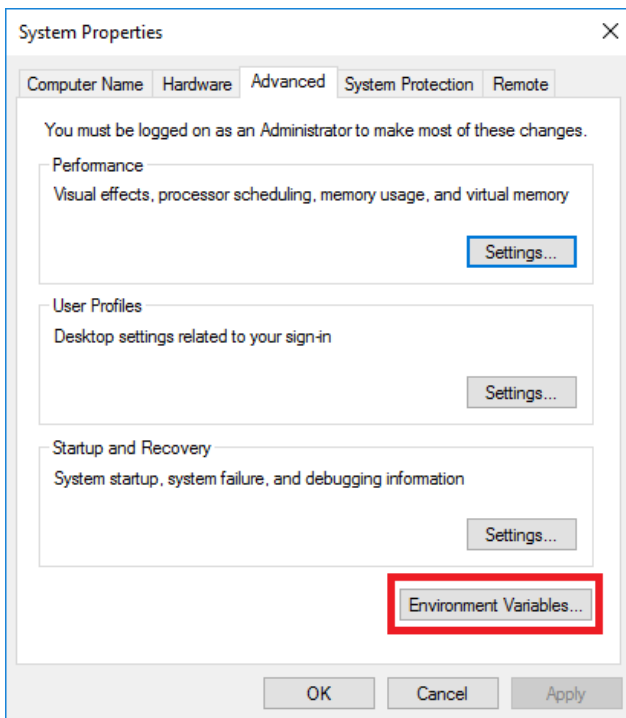 System Properties
Computer Name Hardware Advanced System Protection Remote
You must be logged on as an Administrator to make most of these changes.
Performance
Visual effects, processor scheduling, memory usage, and virtual memory
Settings...
User Profiles
Desktop settings related to your sign-in
Settings...
Startup and Recovery
System startup, system failure, and debugging information
Settings...
Environment Variables...
OK Cancel Apply